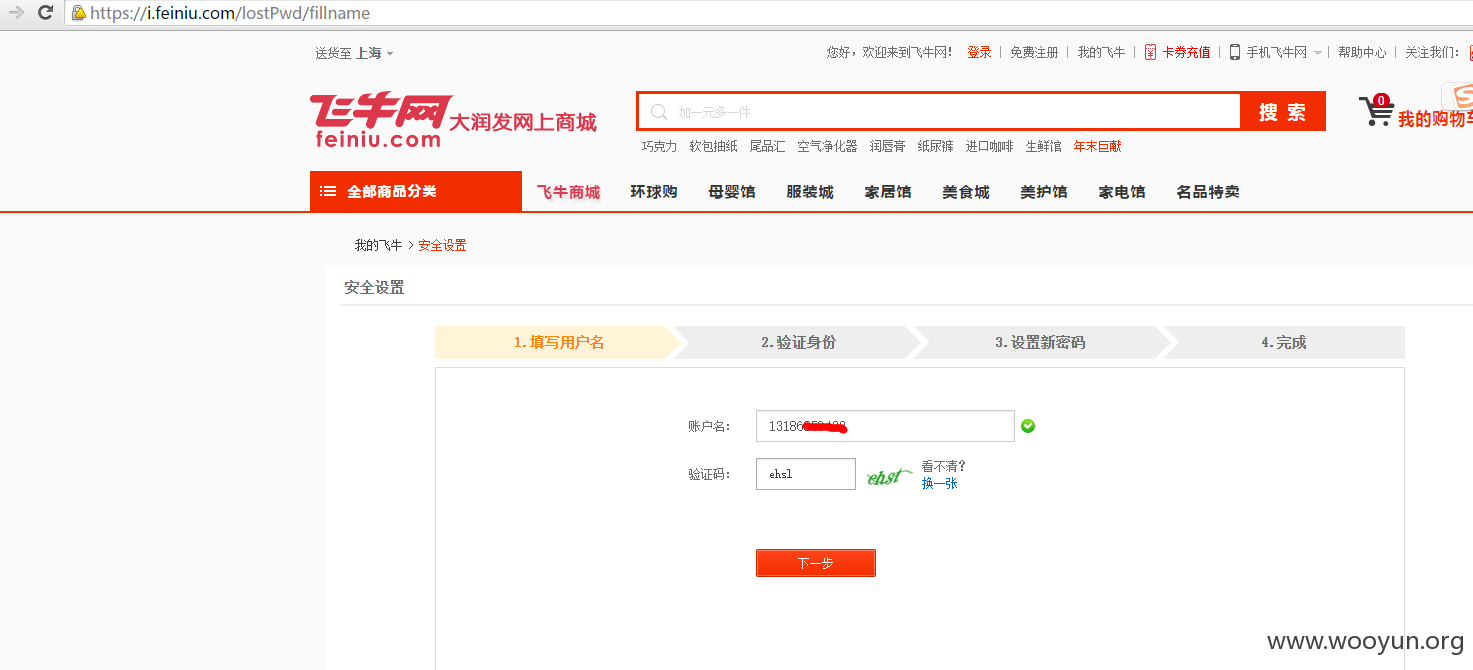 https://i.feiniu.com/lostPwd/fillname
送货至 上海
您好，欢迎来到飞牛网！ 登录 免费注册 我的飞牛 卡券充值 手机飞牛网 帮助中心 关注我们：
飞牛网 feiniu.com 大润发网上商城
加一元多一件
搜索
0
我的购物车
巧克力 软包抽纸 尾品汇 空气净化器 润唇膏 纸尿裤 进口咖啡 生鲜馆 年末巨献
全部商品分类 飞牛商城 环球购 母婴馆 服装城 家居馆 美食城 美护馆 家电馆 名品特卖
我的飞牛 > 安全设置
安全设置
1.填写用户名 2.验证身份 3.设置新密码 4.完成
账户名： 13186
验证码： ehsl ehst 看不清?
换一张
下一步
www.wooyun.org